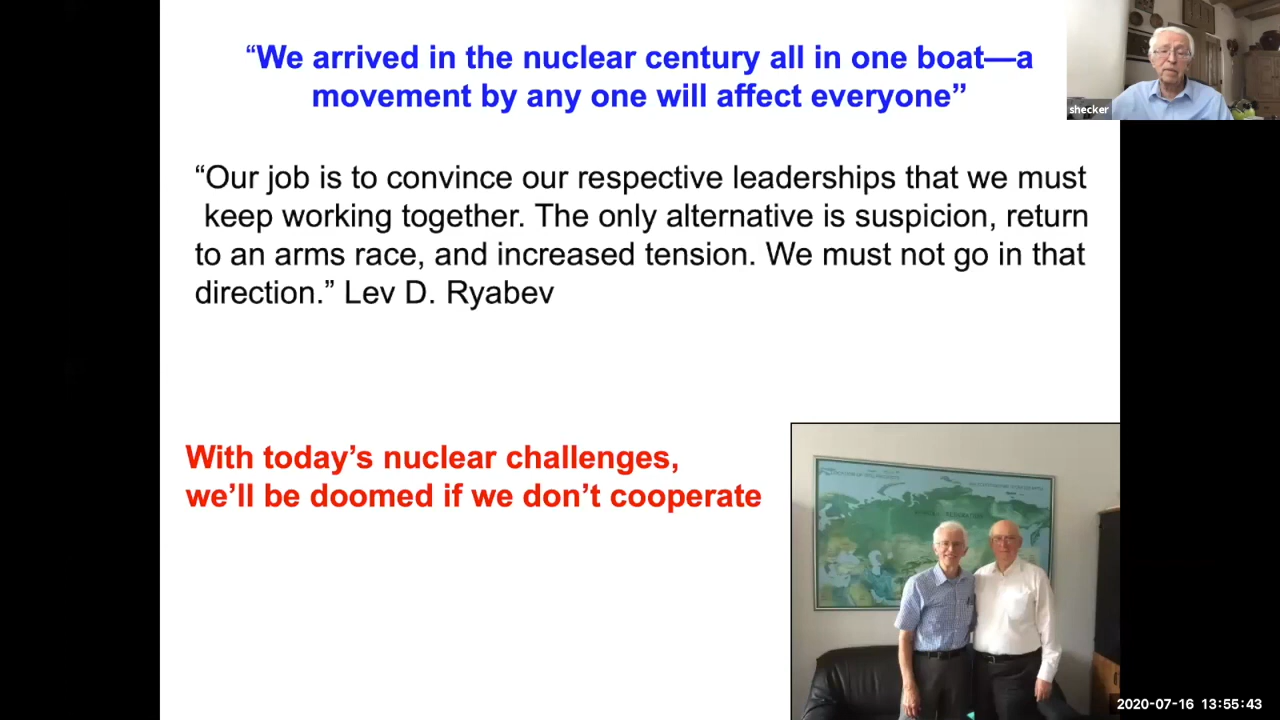 “We arrived in the nuclear century all in one boat—a
movement by any one will affect everyone”
shecker
“Our job is to convince our respective leaderships that we must
keep working together. The only alternative is suspicion, return
to an arms race, and increased tension. We must not go in that
direction.” Lev D. Ryabev
With today’s nuclear challenges,
we’ll be doomed if we don’t cooperate
2020-07-16 13:55:43